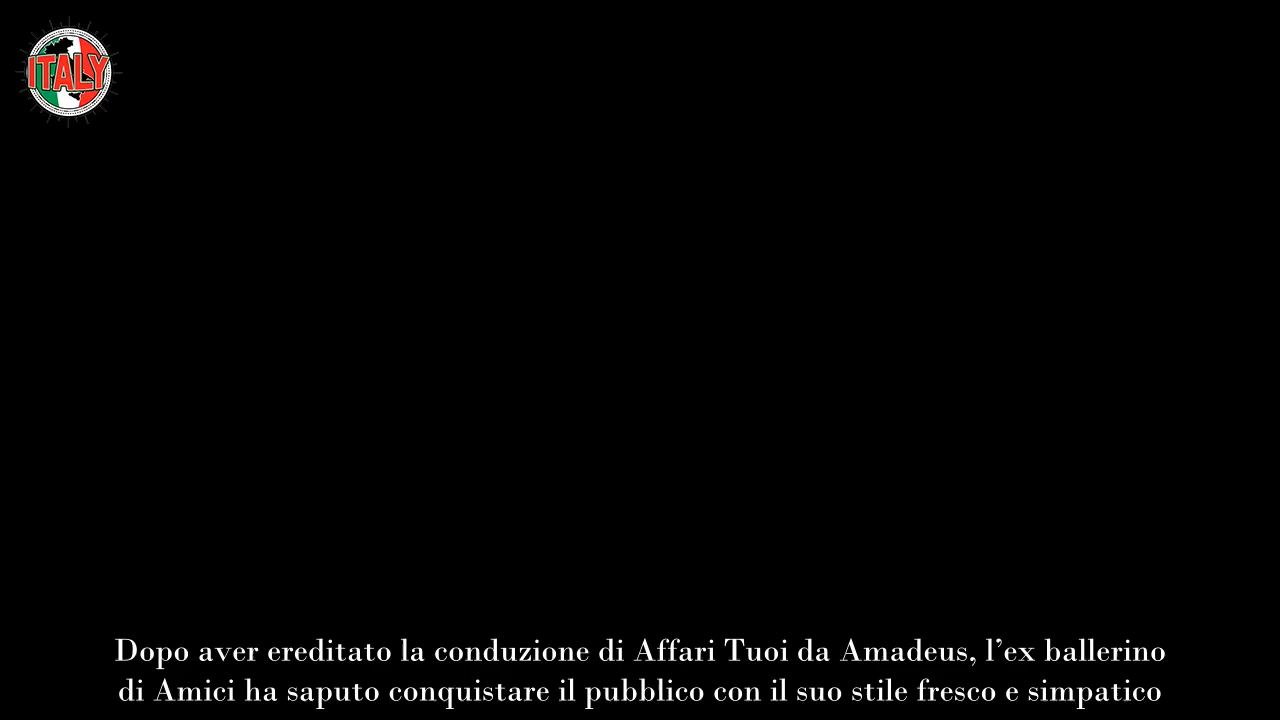 ITALY
Dopo aver ereditato la conduzione di Affari Tuoi da Amadeus, l’ex ballerino
di Amici ha saputo conquistare il pubblico con il suo stile fresco e simpatico